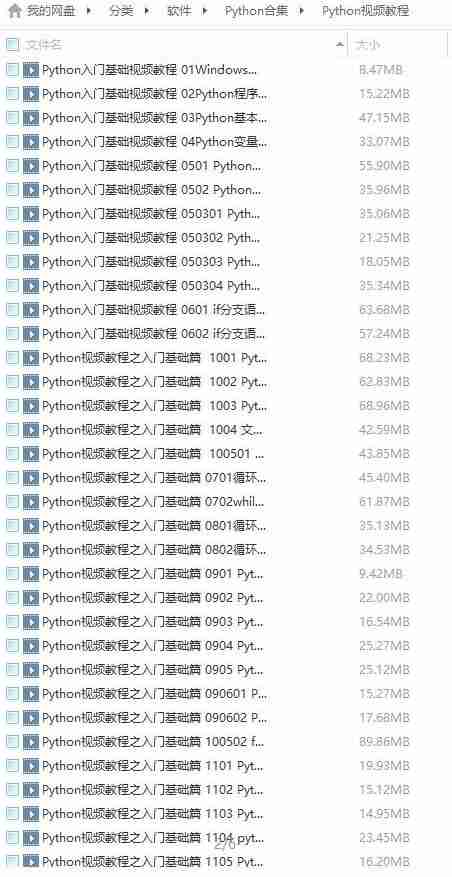 我的网盘 分类 软件 Python合集 Python视频教程
文件名 大小
Python入门基础视频教程 01Windows... 8.47MB
Python入门基础视频教程 02Python程序... 15.22MB
Python入门基础视频教程 03Python基本... 47.15MB
Python入门基础视频教程 04Python变量... 33.07MB
Python入门基础视频教程 0501 Python... 55.90MB
Python入门基础视频教程 0502 Python... 35.96MB
Python入门基础视频教程 050301 Pyth... 35.06MB
Python入门基础视频教程 050302 Pyth... 21.25MB
Python入门基础视频教程 050303 Pyth... 18.05MB
Python入门基础视频教程 050304 Pyth... 35.34MB
Python入门基础视频教程 0601 if分支语... 63.68MB
Python入门基础视频教程 0602 if分支语... 57.24MB
Python视频教程之入门基础篇 1001 Pyt... 68.23MB
Python视频教程之入门基础篇 1002 Pyt... 62.83MB
Python视频教程之入门基础篇 1003 Pyt... 68.96MB
Python视频教程之入门基础篇 1004 文... 42.59MB
Python视频教程之入门基础篇 100501 ... 43.85MB
Python视频教程之入门基础篇 0701循环... 45.40MB
Python视频教程之入门基础篇 0702whil... 61.87MB
Python视频教程之入门基础篇 0801循环... 35.13MB
Python视频教程之入门基础篇 0802循环... 34.53MB
Python视频教程之入门基础篇 0901 Pyt... 9.42MB
Python视频教程之入门基础篇 0902 Pyt... 22.00MB
Python视频教程之入门基础篇 0903 Pyt... 16.54MB
Python视频教程之入门基础篇 0904 Pyt... 25.27MB
Python视频教程之入门基础篇 0905 Pyt... 25.12MB
Python视频教程之入门基础篇 090601 P... 15.27MB
Python视频教程之入门基础篇 090602 P... 17.68MB
Python视频教程之入门基础篇 100502 f... 89.86MB
Python视频教程之入门基础篇 1101 Pyt... 19.93MB
Python视频教程之入门基础篇 1102 Pyt... 15.12MB
Python视频教程之入门基础篇 1103 Pyt... 14.95MB
Python视频教程之入门基础篇 1104 pyt... 23.45MB
2/6
Python视频教程之入门基础篇 1105 Pyt... 16.20MB